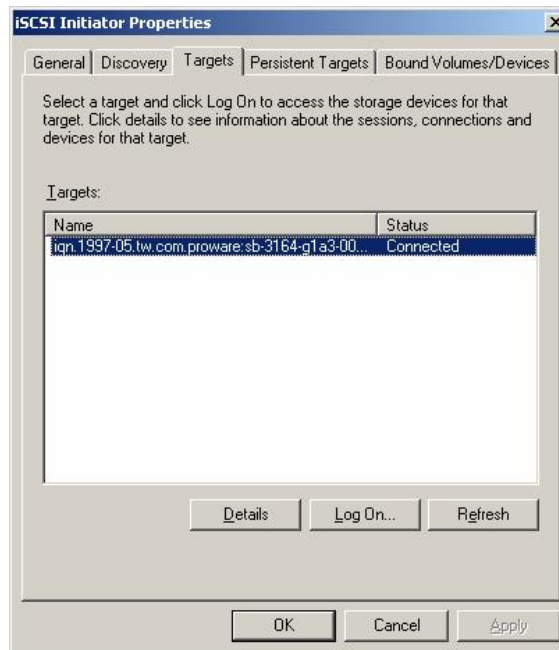 iSCSI Initiator Properties
General Discovery Targets Persistent Targets Bound Volumes/Devices
Select a target and click Log On to access the storage devices for that
target. Click details to see information about the sessions, connections and
devices for that target.
Targets:
Name Status
iqn.1997-05.tw.com.proware:sb-3164-g1a3-00... Connected
Details Log On... Refresh
OK Cancel Apply